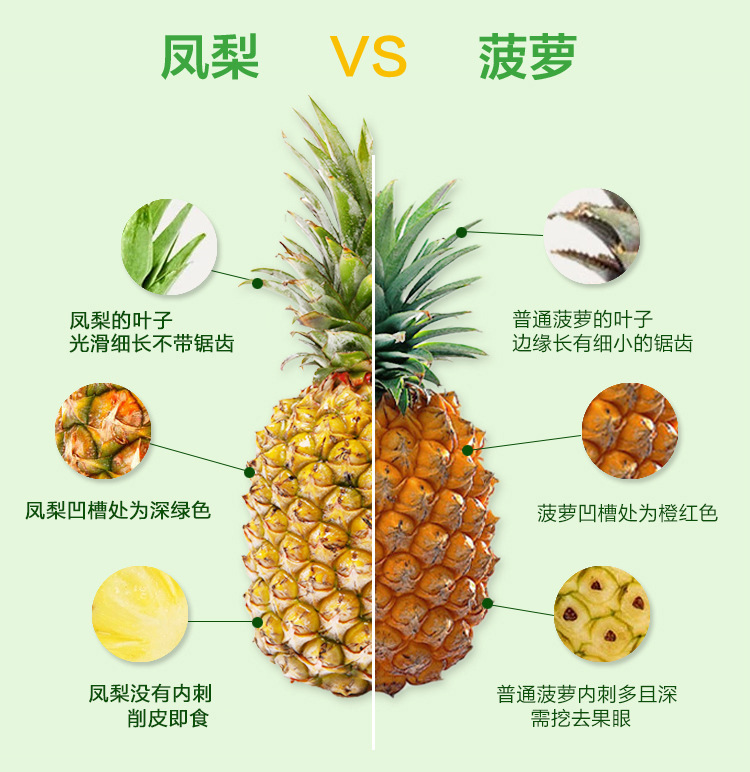 凤梨 VS 菠萝
凤梨的叶子
光滑细长不带锯齿
普通菠萝的叶子
边缘长有细小的锯齿
凤梨凹槽处为深绿色
菠萝凹槽处为橙红色
凤梨没有内刺
削皮即食
普通菠萝内刺多且深
需挖去果眼